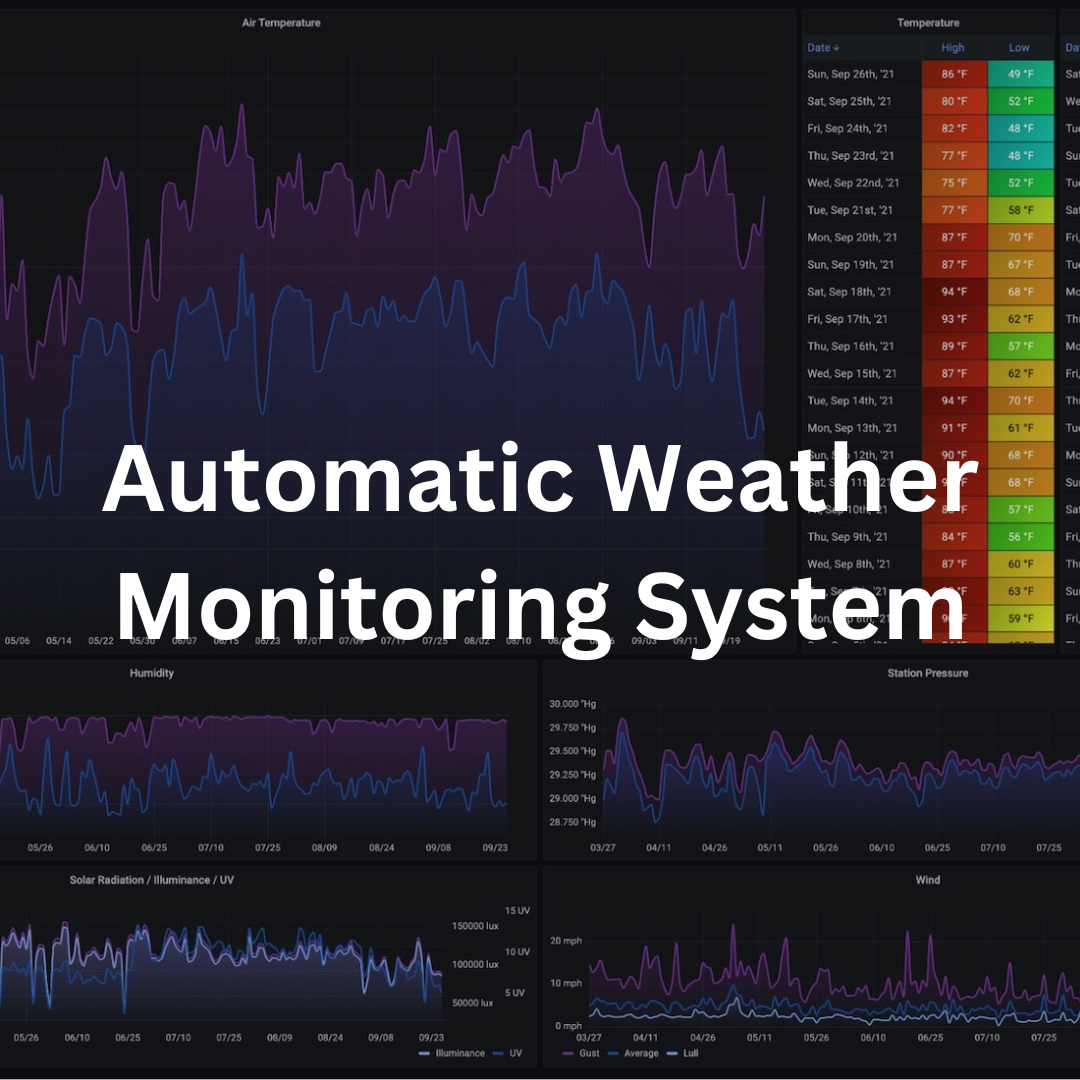 Air Temperature
05/06 05/14 05/22 05/30 06/07 06/15 06/23 07/01 07/09 07/17 07/25 08/02 08/10 09/03 09/11 09/19
Temperature
Date High Low
Sun, Sep 26th, '21 86 °F 49 °F
Sat, Sep 25th, '21 80 °F 52 °F
Fri, Sep 24th, '21 82 °F 48 °F
Thu, Sep 23rd, '21 77 °F 48 °F
Wed, Sep 22nd, '21 75 °F 52 °F
Tue, Sep 21st, '21 77 °F 58 °F
Mon, Sep 20th, '21 87 °F 70 °F
Sun, Sep 19th, '21 87 °F 67 °F
Sat, Sep 18th, '21 94 °F 68 °F
Fri, Sep 17th, '21 93 °F 62 °F
Thu, Sep 16th, '21 89 °F 57 °F
Wed, Sep 15th, '21 87 °F 62 °F
Tue, Sep 14th, '21 94 °F 70 °F
Mon, Sep 13th, '21 91 °F 61 °F
Sun, Sep 12th, '21 90 °F 68 °F
Sat, Sep 11th, '21 68 °F
Fri, Sep 10th, '21 57 °F
Thu, Sep 9th, '21 84 °F 56 °F
Wed, Sep 8th, '21 87 °F 60 °F
63 °F
Mon, Sep 6th, '21 59 °F
Automatic Weather
Monitoring System
Humidity
05/26 06/10 06/25 07/10 07/25 08/09 08/24 09/08 09/23
Station Pressure
30.000 "Hg
29.750 "Hg
29.500 "Hg
29.250 "Hg
29.000 "Hg
28.750 "Hg
03/27 04/11 04/26 05/11 05/26 06/10 06/25 07/10 07/25
Solar Radiation / Illuminance / UV
15 UV
150000 lux
10 UV
100000 lux
5 UV
50000 lux
05/26 06/10 06/25 07/10 07/25 08/09 08/24 09/08 09/23
Illuminance UV
Wind
20 mph
10 mph
0 mph
03/27 04/11 04/26 05/11 05/26 06/10 06/25 07/10 07/25
Gust Average Lull